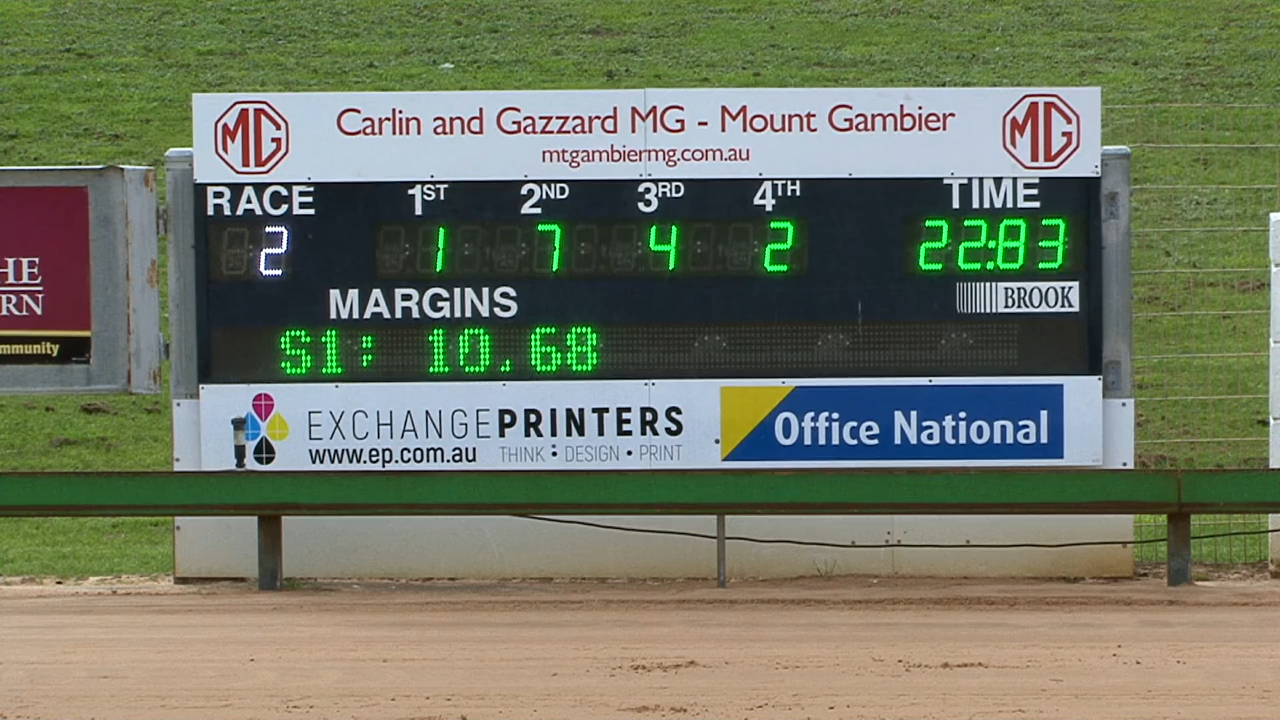 MG Carlin and Gazzard MG - Mount Gambier MG
mtgambiermg.com.au
RACE 1ST 2ND 3RD 4TH TIME
2 1 7 4 2 22:83
BROOK
MARGINS
S1: 10.68
HE
RN
mmunity
EXCHANGEPRINTERS
www.ep.com.au THINK : DESIGN • PRINT
Office National